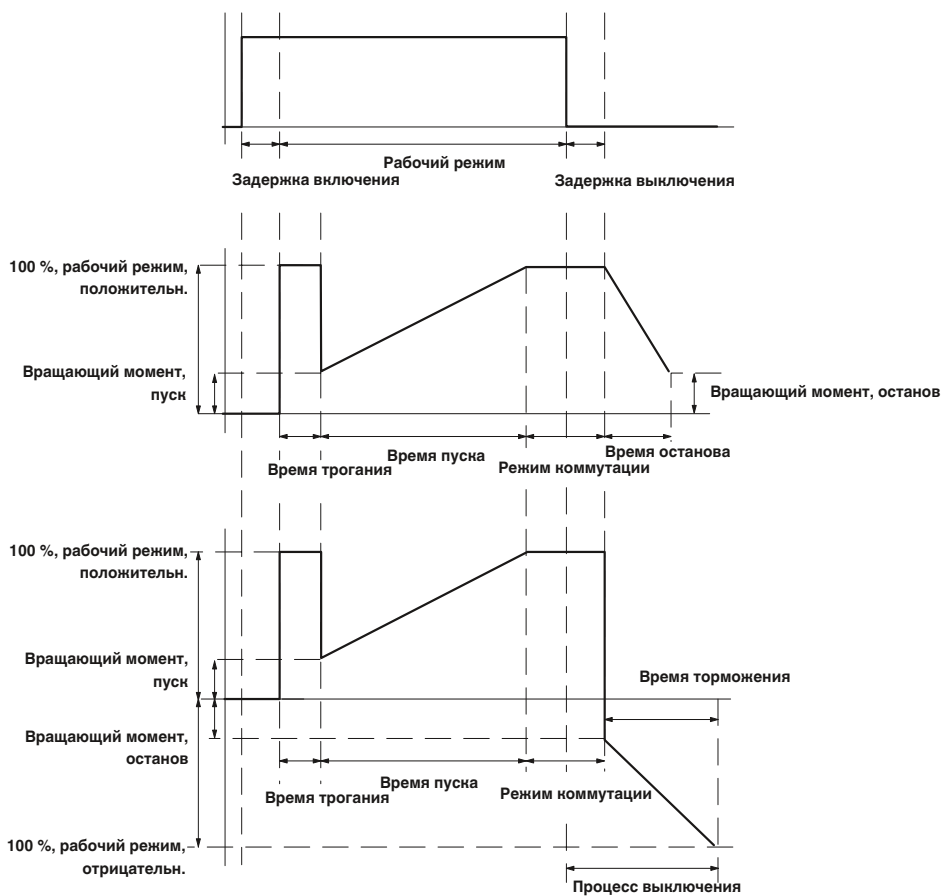 Рабочий режим
Задержка включения
Задержка выключения
100 %, рабочий режим,
положительн.
Вращающий момент,
пуск
Вращающий момент, останов
Время трогания
Время пуска
Режим коммутации
Время останова
100 %, рабочий режим,
положительн.
Вращающий момент,
пуск
Время торможения
Вращающий момент,
останов
Время трогания
Время пуска
Режим коммутации
100 %, рабочий режим,
отрицательн.
Процесс выключения